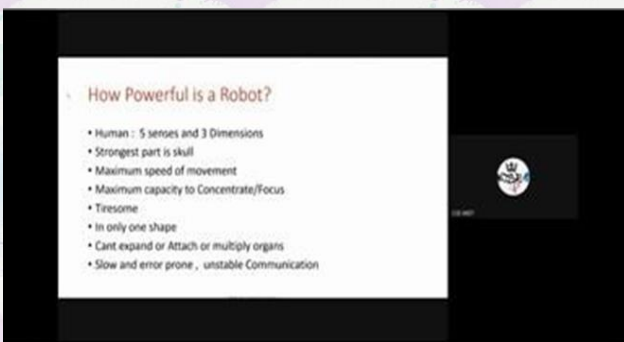 How Powerful is a Robot?
• Human : 5 senses and 3 Dimensions
• Strongest part is skull
• Maximum speed of movement
• Maximum capacity to Concentrate/Focus
• Tiresome
• In only one shape
• Cant expand or Attach or multiply organs
• Slow and error prone , unstable Communication